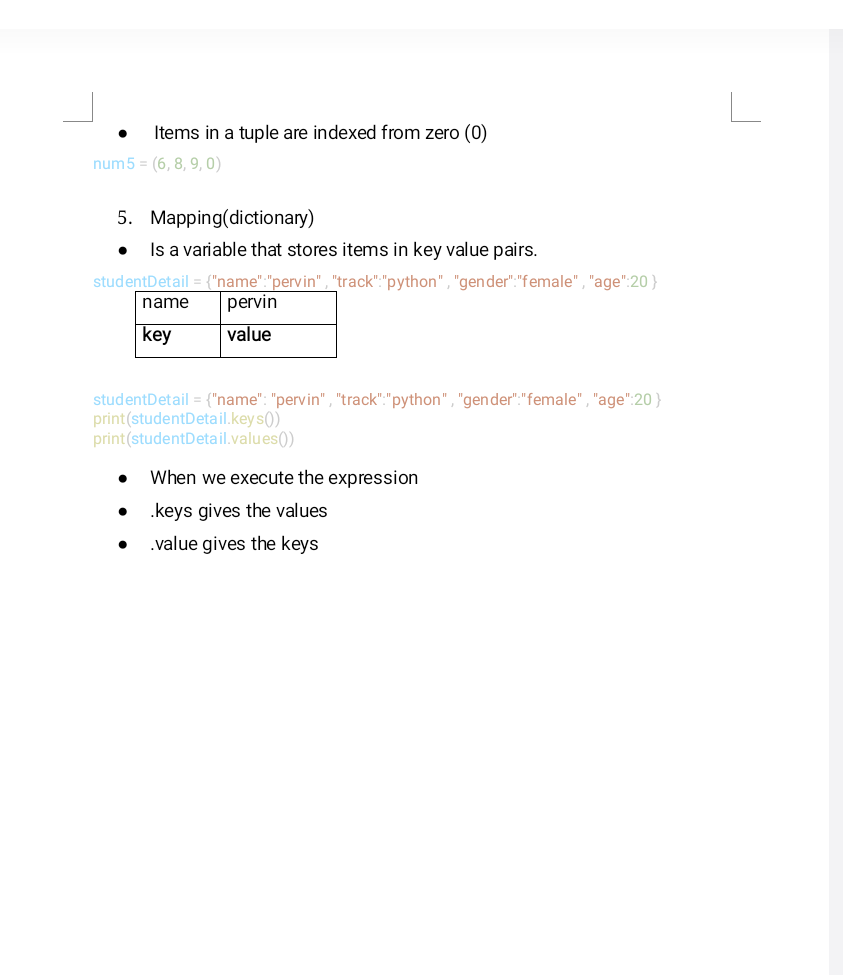 ● Items in a tuple are indexed from zero (0)
num5 = (6, 8, 9, 0)
5. Mapping(dictionary)
● Is a variable that stores items in key value pairs.
studentDetail = {"name":"pervin" , "track":"python" , "gender":"female" , "age":20 }
name pervin
key value
studentDetail = {"name": "pervin" , "track":"python" , "gender":"female" , "age":20 }
print(studentDetail.keys())
print(studentDetail.values())
● When we execute the expression
● .keys gives the values
● .value gives the keys